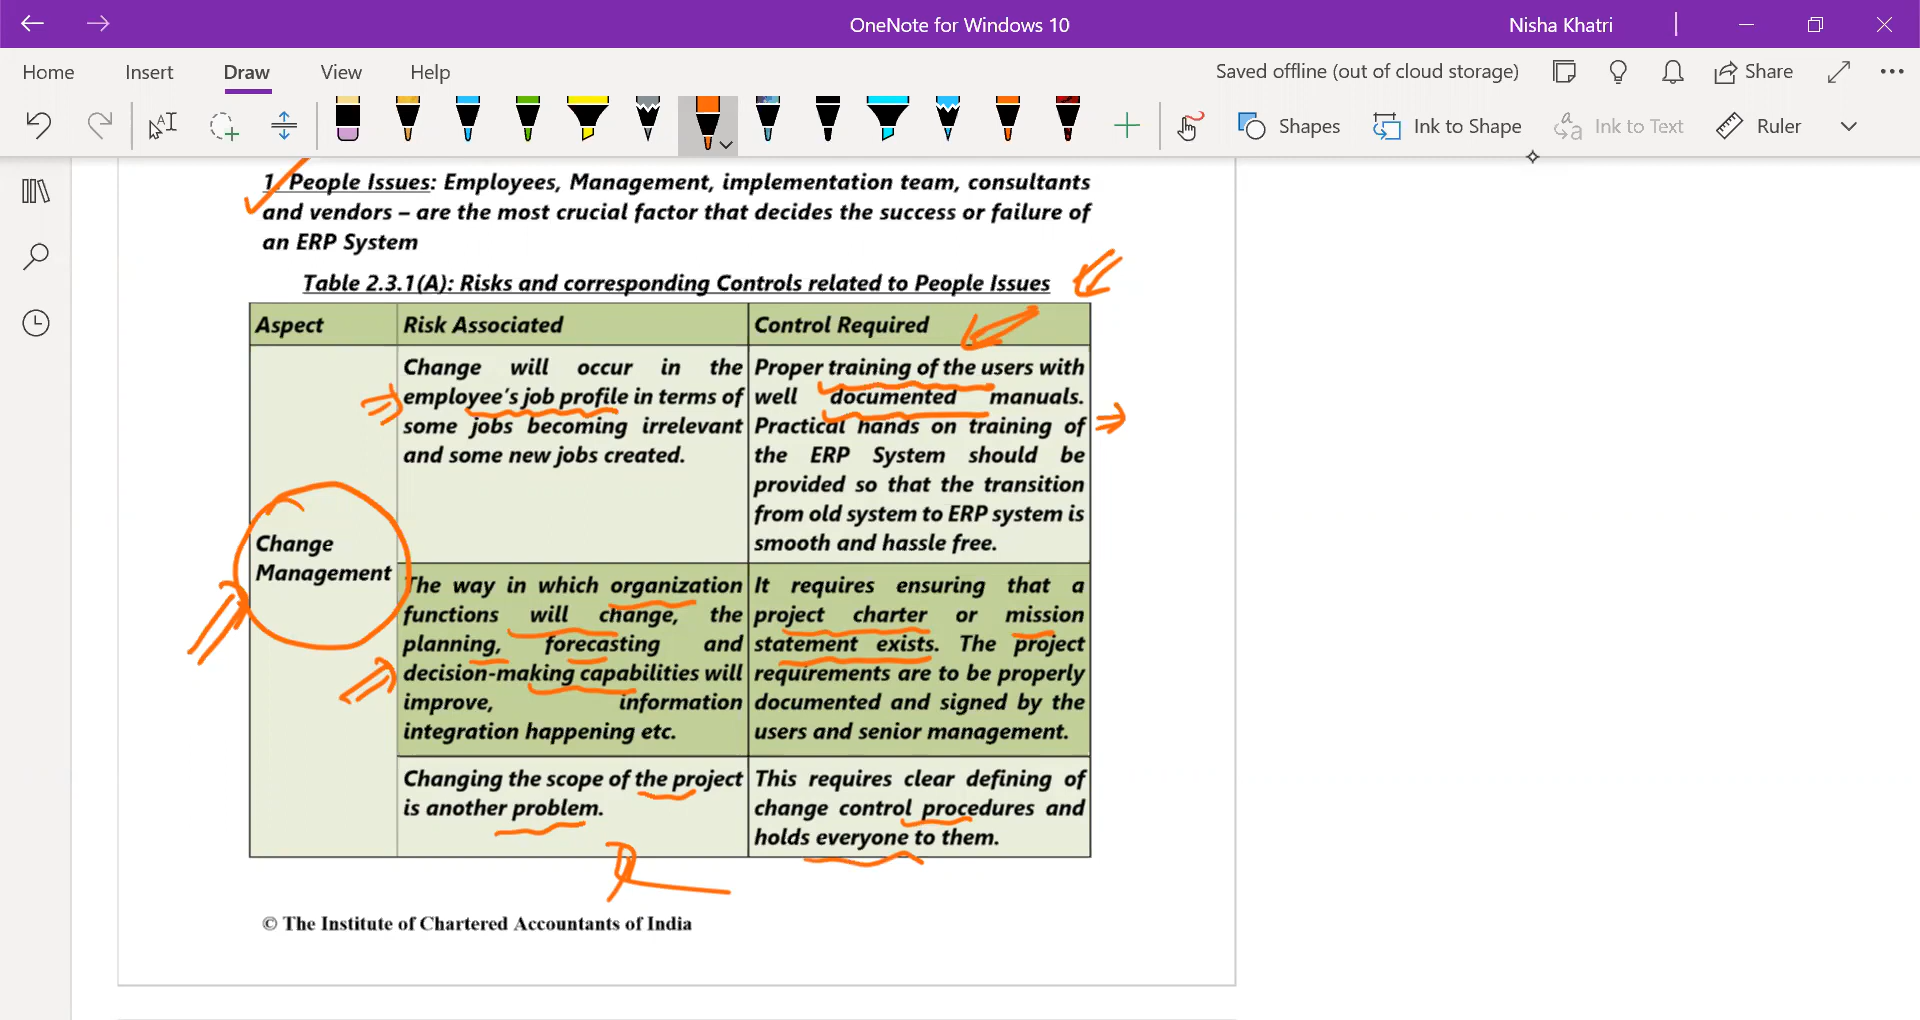 OneNote for Windows 10
Nisha Khatri
Home Insert Draw View Help
Saved offline (out of cloud storage) Share
Shapes Ink to Shape Ink to Text Ruler
1. People Issues: Employees, Management, implementation team, consultants
and vendors – are the most crucial factor that decides the success or failure of
an ERP System
Table 2.3.1(A): Risks and corresponding Controls related to People Issues
Aspect
Risk Associated
Control Required
Change
Management
Change will occur in the
employee's job profile in terms of
some jobs becoming irrelevant
and some new jobs created.
Proper training of the users with
well documented manuals.
Practical hands on training of
the ERP System should be
provided so that the transition
from old system to ERP system is
smooth and hassle free.
The way in which organization
functions will change, the
planning, forecasting and
decision-making capabilities will
improve, information
integration happening etc.
It requires ensuring that a
project charter or mission
statement exists. The project
requirements are to be properly
documented and signed by the
users and senior management.
Changing the scope of the project
is another problem.
This requires clear defining of
change control procedures and
holds everyone to them.
© The Institute of Chartered Accountants of India